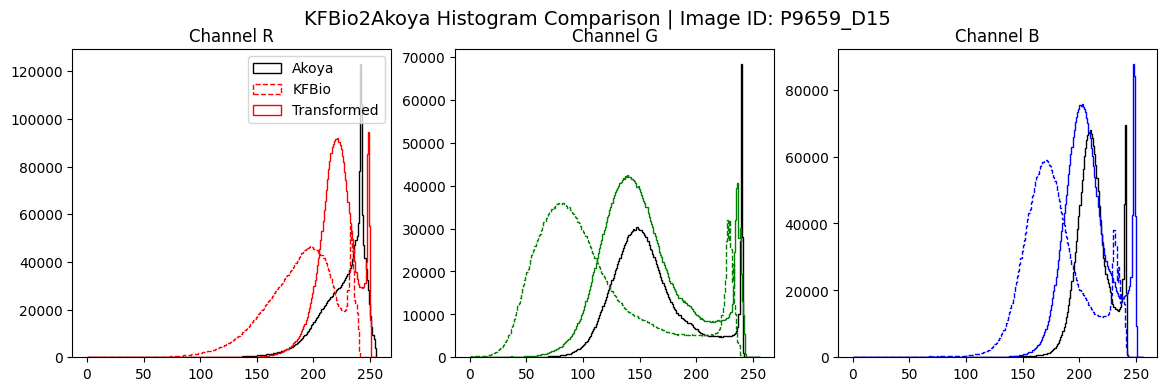 KFBio2Akoya Histogram Comparison | Image ID: P9659_D15
Channel R
Akoya
KFBio
Transformed
0
20000
40000
60000
80000
100000
120000
0 50 100 150 200 250
Channel G
0
10000
20000
30000
40000
50000
60000
70000
0 50 100 150 200 250
Channel B
0
20000
40000
60000
80000
0 50 100 150 200 250